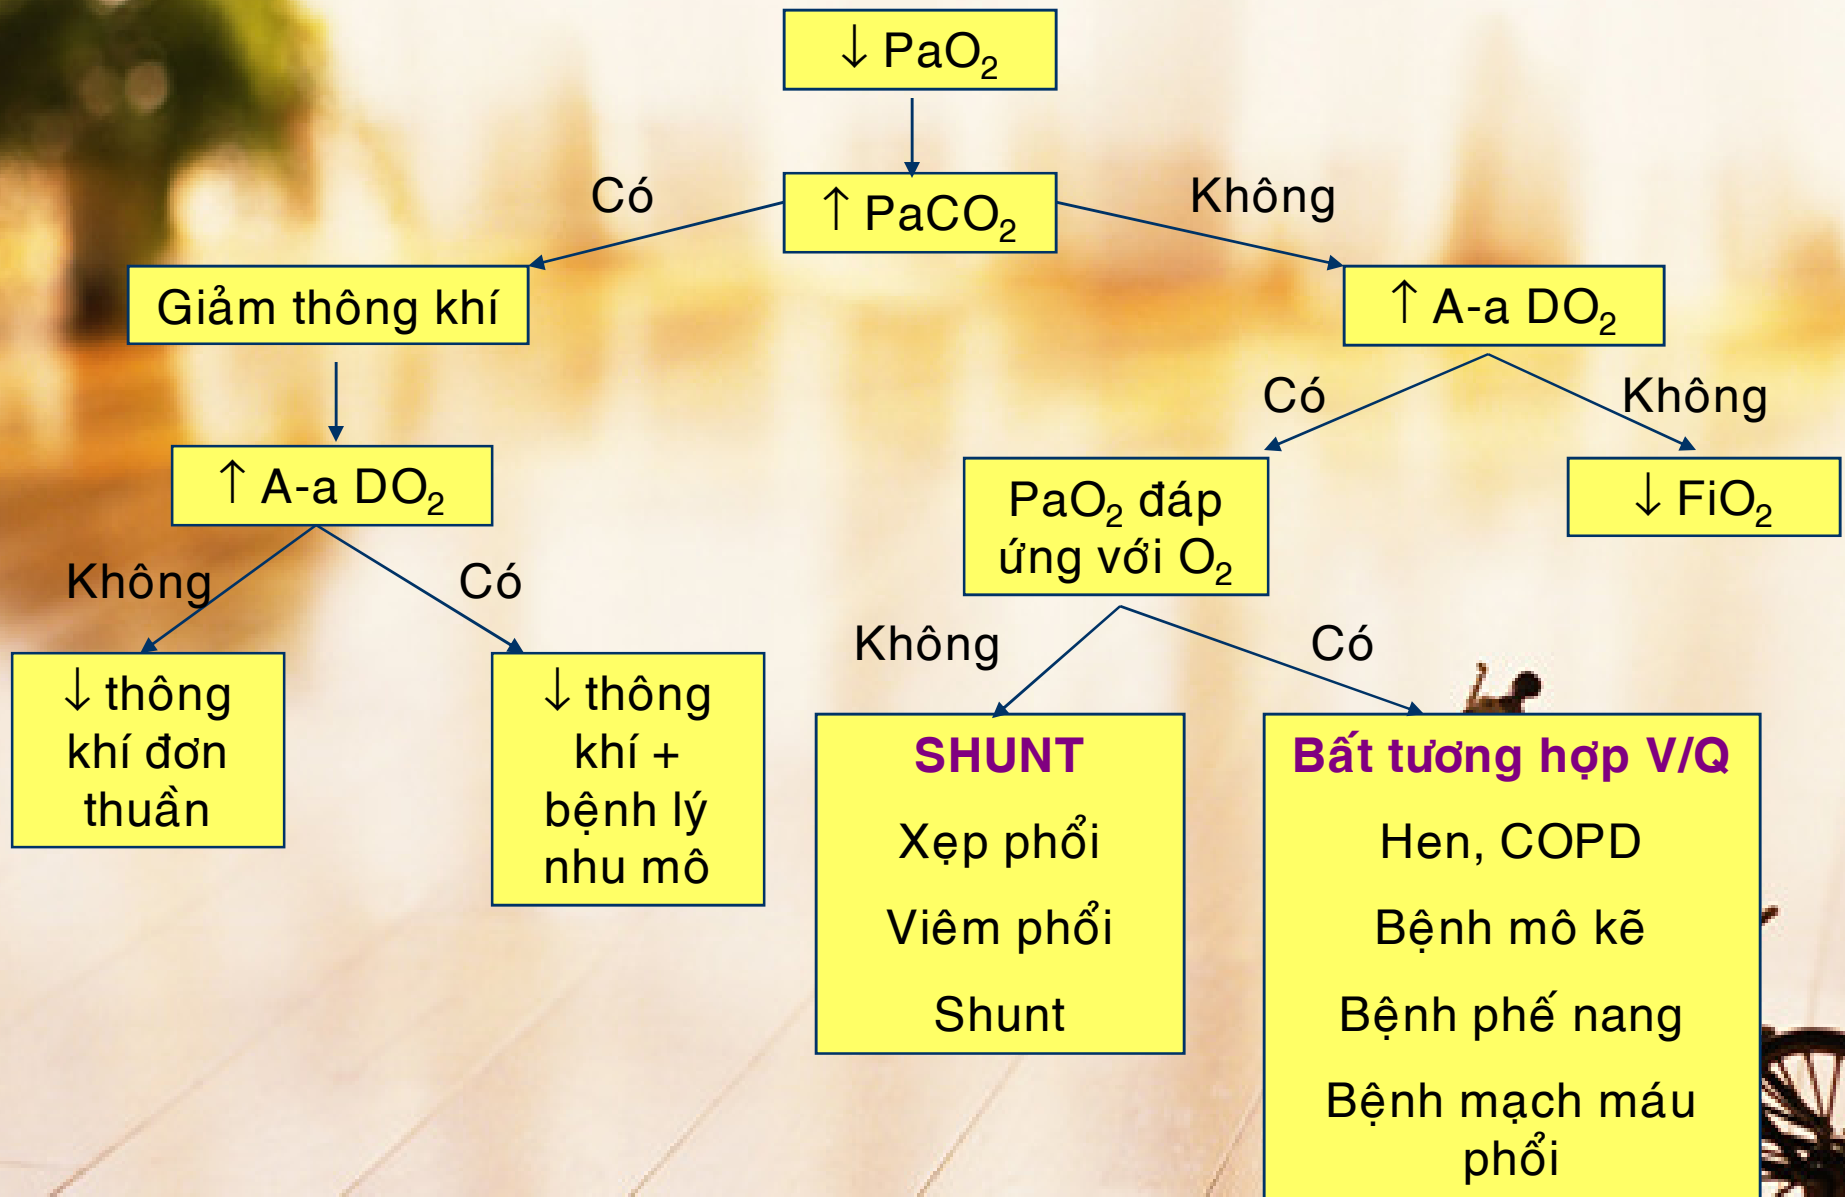 ↓ PaO₂
↑ PaCO₂
Có
Không
Giảm thông khí
↑ A-a DO₂
Có
Không
↑ A-a DO₂
PaO₂ đáp
ứng với O₂
↓ FiO₂
Không
Có
Không
Có
↓ thông
khí đơn
thuần
↓ thông
khí +
bệnh lý
nhu mô
SHUNT
Xẹp phổi
Viêm phổi
Shunt
Bất tương hợp V/Q
Hen, COPD
Bệnh mô kẽ
Bệnh phế nang
Bệnh mạch máu
phổi